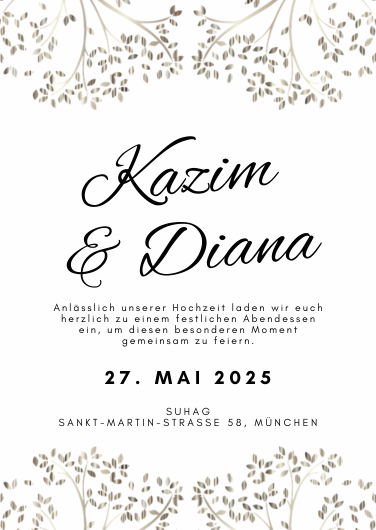 Kazim
& Diana
Anlässlich unserer Hochzeit laden wir euch
herzlich zu einem festlichen Abendessen
ein, um diesen besonderen Moment
gemeinsam zu feiern.
27. MAI 2025
SUHAG
SANKT-MARTIN-STRASSE 58, MÜNCHEN